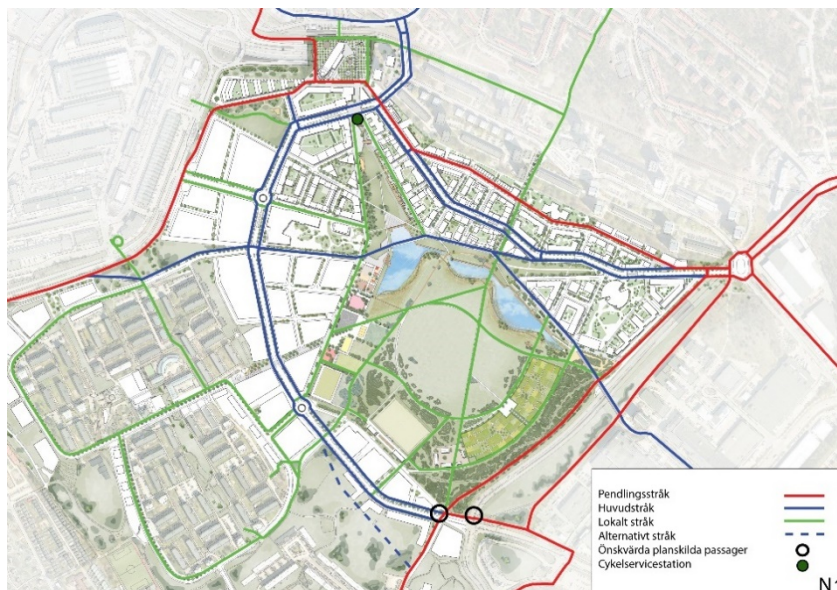 Pendlingsstråk
Huvudstråk
Lokalt stråk
Alternativt stråk
Önskvärda planskilda passager
Cykelservicestation
N